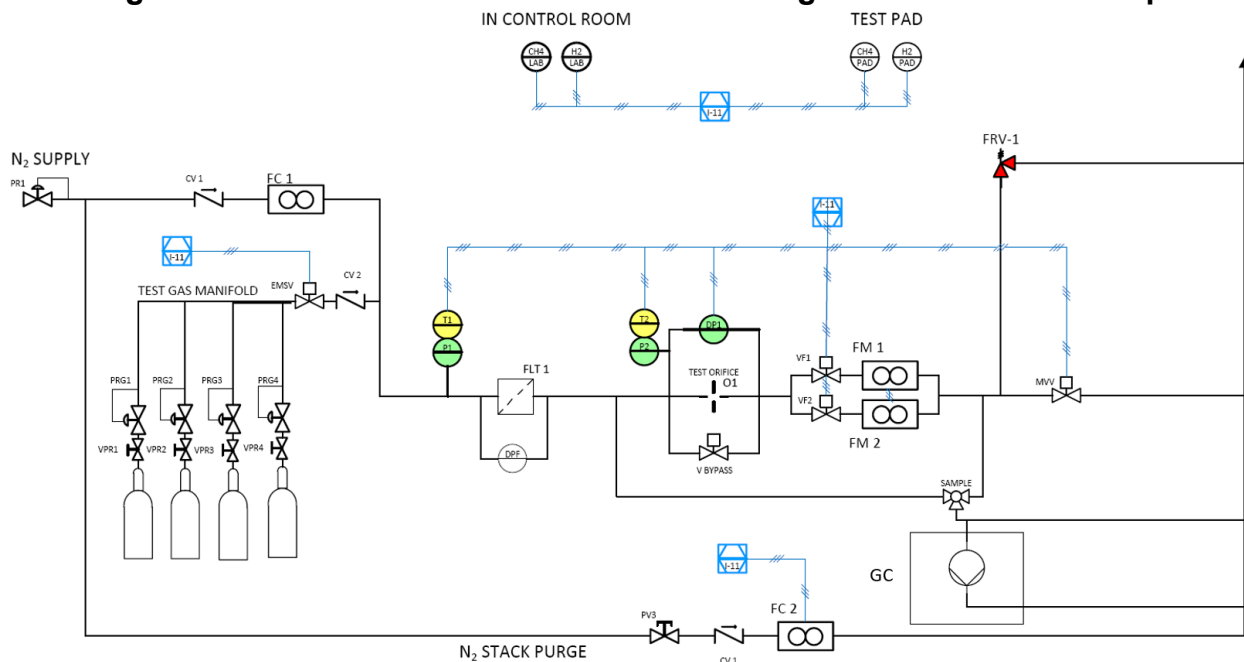 IN CONTROL ROOM
TEST PAD
CH4
LAB
H2
LAB
CH4
PAD
H2
PAD
I-11
FRV-1
N₂ SUPPLY
PR1
CV 1
FC 1
I-11
I-11
TEST GAS MANIFOLD
EMSV
CV 2
T1
P1
T2
P2
DP1
FLT 1
TEST ORIFICE
O1
VF1
FM 1
MVV
VF2
FM 2
PRG1
PRG2
PRG3
PRG4
VPR1
VPR2
VPR3
VPR4
DPF
V BYPASS
SAMPLE
I-11
GC
PV3
FC 2
CV 1
N₂ STACK PURGE